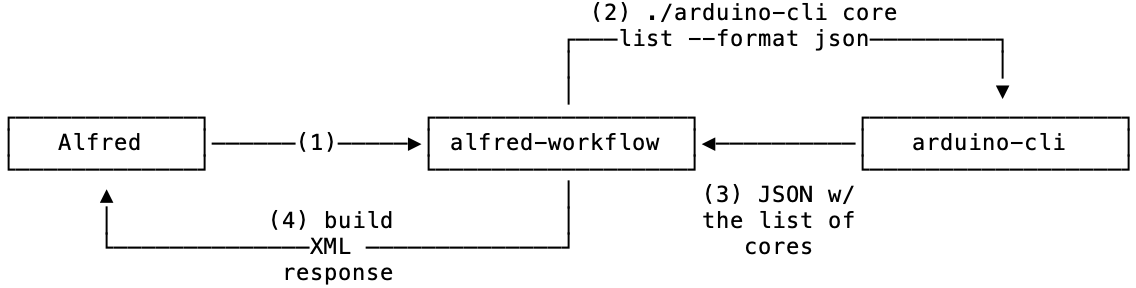 (2) ./arduino-cli core
list --format json
Alfred
(1)
alfred-workflow
arduino-cli
(3) JSON w/
the list of
cores
(4) build
XML
response